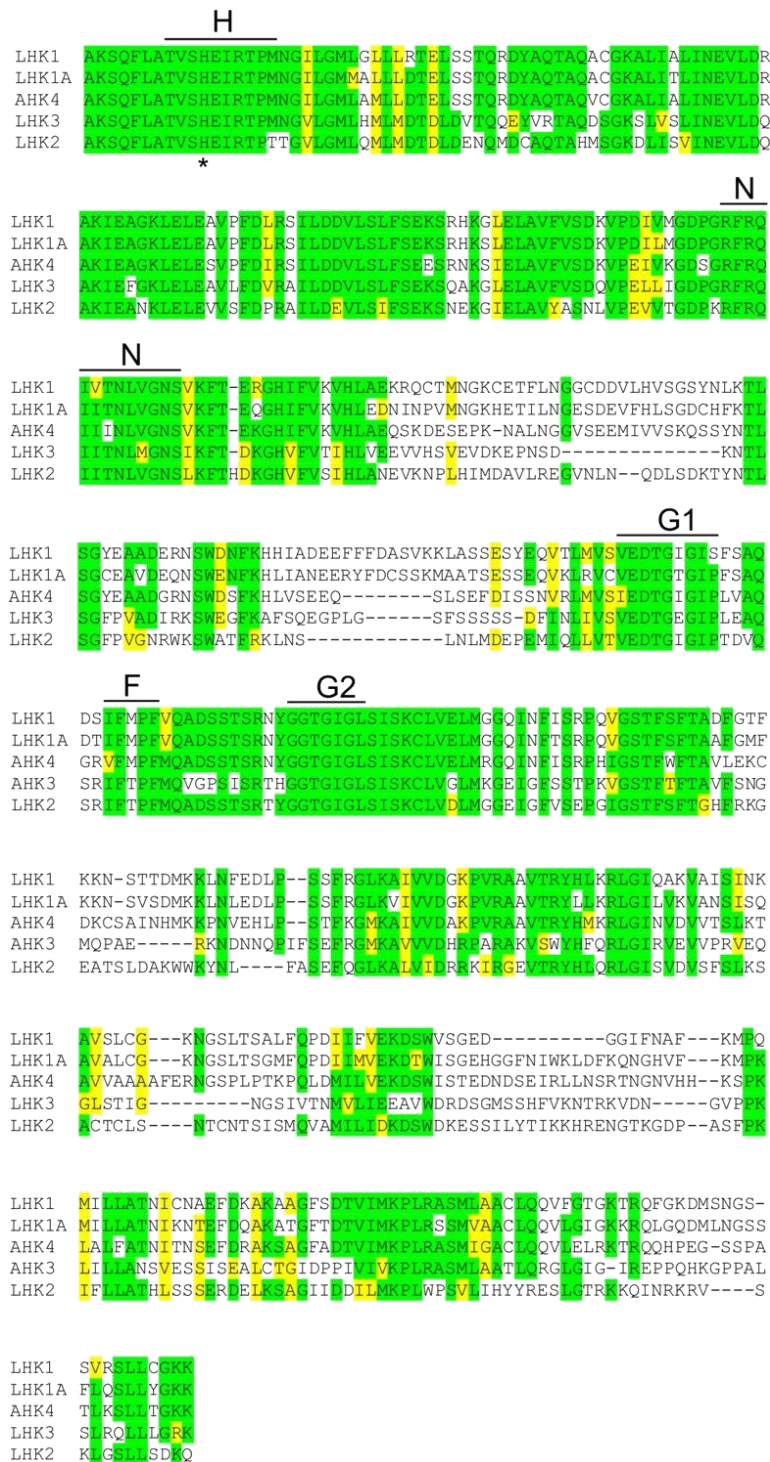 H
LHK1 AKSQFLATVSHEIRTPMNGILGMLGLLLRTELSSTQRDYAQTAQACGKALIALINEVLDR
LHK1A AKSQFLATVSHEIRTPMNGILGMMALLLDTELSSTQRDYAQTAQACGKALITLINEVLDR
AHK4 AKSQFLATVSHEIRTPMNGILGMLAMLLDTELSSTQRDYAQTAQVCGKALIALINEVLDR
LHK3 AKSQFLATVSHEIRTPMNGVLGMLHMLMDTDLDVTQQEYVRTAQDSGKSLVSLINEVLDQ
LHK2 AKSQFLATVSHEIRTPTTGVLGMLQMLMDTDLDENQMDCAQTAHMSGKDLISVINEVLDQ
*
N
LHK1 AKIEAGKLELEAVPFDLRSILDDVLSLFSEKSRHKGLELAVFVSDKVPDIVMGDPGRFRQ
LHK1A AKIEAGKLELEAVPFDLRSILDDVLSLFSEKSRHKSLELAVFVSDKVPDILMGDPGRFRQ
AHK4 AKIEAGKLELESVPFDIRSILDDVLSLFSEESRNKSIELAVFVSDKVPEIVKGDSGRFRQ
LHK3 AKIEFGKLELEAVLFDVRAILDDVLSLFSEKSQAKGLELAVFVSDQVPELLIGDPGRFRQ
LHK2 AKIEANKLELEVVSFDPRAILDEVLSIFSEKSNEKGIELAVYASNLVPEVVTGDPKRFRQ
N
LHK1 IVTNLVGNSVKFT-ERGHIFVKVHLAEKRQCTMNGKCETFLNGGCDDVLHVSGSYNLKTL
LHK1A IITNLVGNSVKFT-EQGHIFVKVHLEDNINPVMNGKHETILNGESDEVFHLSGDCHFKTL
AHK4 IIINLVGNSVKFT-EKGHIFVKVHLAEQSKDESEPK-NALNGGVSEEMIVVSKQSSYNTL
LHK3 IITNLMGNSIKFT-DKGHVFVTIHLVEEVVHSVEVDKEPNSD--------------KNTL
LHK2 IITNLVGNSLKFTHDKGHVFVSIHLANEVKNPLHIMDAVLREGVNLN--QDLSDKTYNTL
G1
LHK1 SGYEAADERNSWDNFKHHIADEEFFFDASVKKLASSESYEQVTLMVSVEDTGIGISFSAQ
LHK1A SGCEAVDEQNSWENFKHLIANEERYFDCSSKMAATSESSEQVKLRVCVEDTGTGIPFSAQ
AHK4 SGYEAADGRNSWDSFKHLVSEEQ--------SLSEFDISSNVRLMVSIEDTGIGIPLVAQ
LHK3 SGFPVADIRKSWEGFKAFSQEGPLG------SFSSSSS-DFINLIVSVEDTGEGIPLEAQ
LHK2 SGFPVGNRWKSWATFRKLNS-----------LNLMDEPEMIQLLVTVEDTGIGIPTDVQ
F G2
LHK1 DSIFMPFVQADSSTSRNYGGTGIGLSISKCLVELMGGQINFISRPQVGSTFSFTADFGTF
LHK1A DTIFMPFVQADSSTSRNYGGTGIGLSISKCLVELMGGQINFTSRPQVGSTFSFTAAFGMF
AHK4 GRVFMPFMQADSSTSRNYGGTGIGLSISKCLVELMRGQINFISRPHIGSTFWFTAVLEKC
AHK3 SRIFTPFMQVGPSISRTHGGTGIGLSISKCLVGLMKGEIGFSSTPKVGSTFTFTAVFSNG
LHK2 SRIFTPFMQADSSTSRTYGGTGIGLSISKCLVDLMGGEIGFVSEPGIGSTFSFTGHFRKG
LHK1 KKN-STTDMKKLNFEDLP--SSFRGLKAIVVDGKPVRAAVTRYHLKRLGIQAKVAISINK
LHK1A KKN-SVSDMKKLNLEDLP--SSFRGLKVIVVDGKPVRAAVTRYLLKRLGILVKVANSISQ
AHK4 DKCSAINHMKKPNVEHLP--STFKGMKAIVVDAKPVRAAVTRYHMKRLGINVDVVTSLKT
AHK3 MQPAE-----RKNDNNQPIFSEFRGMKAVVVDHRPARAKVSWYHFQRLGIRVEVVPRVEQ
LHK2 EATSLDAKWWKYNL----FASEFQGLKALVIDRRKIRGEVTRYHLQRLGISVDVSFSLKS
LHK1 AVSLCG---KNGSLTSALFQPDIIFVEKDSWVSGED----------GGIFNAF--KMPQ
LHK1A AVALCG---KNGSLTSGMFQPDIIMVEKDTWISGEHGGFNIWKLDFKQNGHVF--KMPK
AHK4 AVVAAAAFERNGSPLPTKPQLDMILVEKDSWISTEDNDSEIRLLNSRTNGNVHH--KSPK
LHK3 GLSTIG---------NGSIVTNMVLIEEAVWDRDSGMSSHFVKNTRKVDN---GVPPK
LHK2 ACTCLS---NTCNTSISMQVAMILIDKDSWDKESSILYTIKKHRENGTKGDP--ASFPK
LHK1 MILLATNICNAEFDKAKAAGFSDTVIMKPLRASMLAACLQQVFGTGKTRQFGKDMSNGS-
LHK1A MILLATNIKNTEFDQAKATGFTDTVIMKPLRSSMVAACLQQVLGIGKKRQLGQDMLNGSS
AHK4 LALFATNITNSEFDRAKSAGFADTVIMKPLRASMIGACLQQVLELRKTRQQHPEG-SSPA
AHK3 LILLANSVESSISEALCTGIDPPIVIVKPLRASMLAATLQRGLGIG-IREPPQHKGPPAL
LHK2 IFLLATHLSSSERDELKSAGIIDDILMKPLWPSVLIHYYRESLGTRKKQINRKRV----S
LHK1 SVRSLLCGKK
LHK1A FLQSLLYGKK
AHK4 TLKSLLTGKK
LHK3 SLRQLLLGRK
LHK2 KLGSLLSDKQ